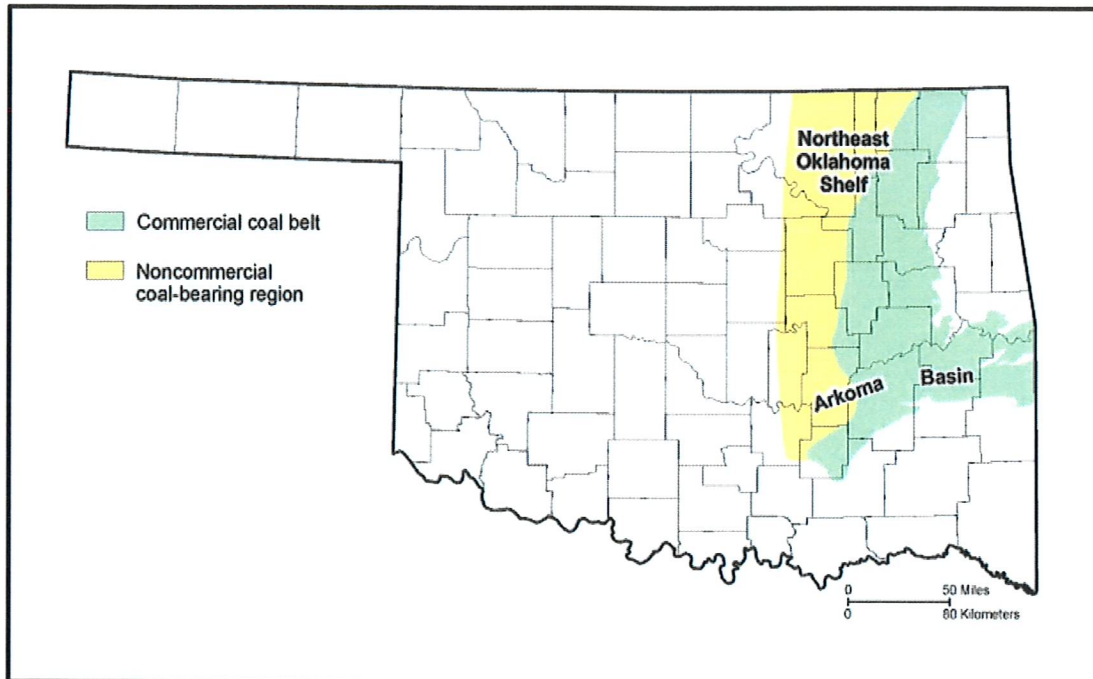 Northeast
Oklahoma
Shelf
Commercial coal belt
Noncommercial
coal-bearing region
Arkoma Basin
0 50 Miles
0 80 Kilometers